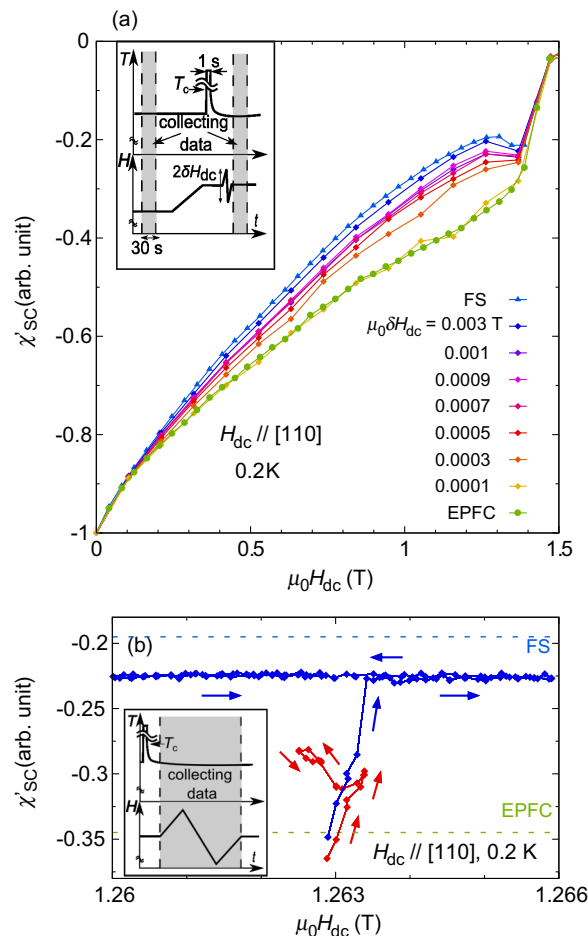 (a)
0
-0.2
-0.4
-0.6
-0.8
-1
χ'SC (arb. unit)
1 s
T
Tc
collecting
data
H
2δHdc
t
30 s
FS
μ0δHdc = 0.003 T
0.001
0.0009
0.0007
0.0005
0.0003
0.0001
EPFC
Hdc // [110]
0.2K
0
0.5
1
1.5
μ0Hdc (T)
(b)
FS
-0.2
-0.25
-0.3
-0.35
χ'SC (arb. unit)
T
Tc
collecting
data
H
t
EPFC
Hdc // [110], 0.2 K
1.26
1.263
1.266
μ0Hdc (T)